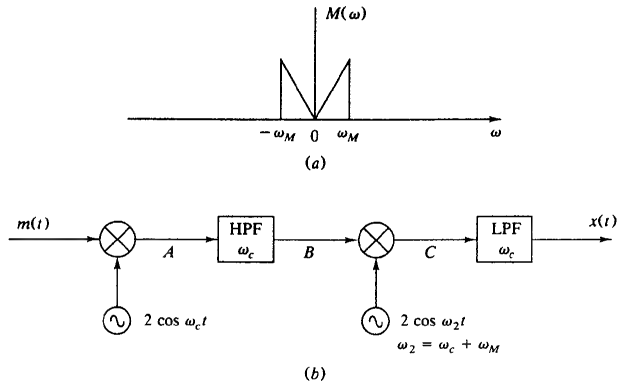 M(ω)
− ω_M 0 ω_M ω
(a)
m(t) HPF LPF x(t)
ω_c ω_c
A B C
2 cos ω_c t 2 cos ω_2 t
ω_2 = ω_c + ω_M
(b)